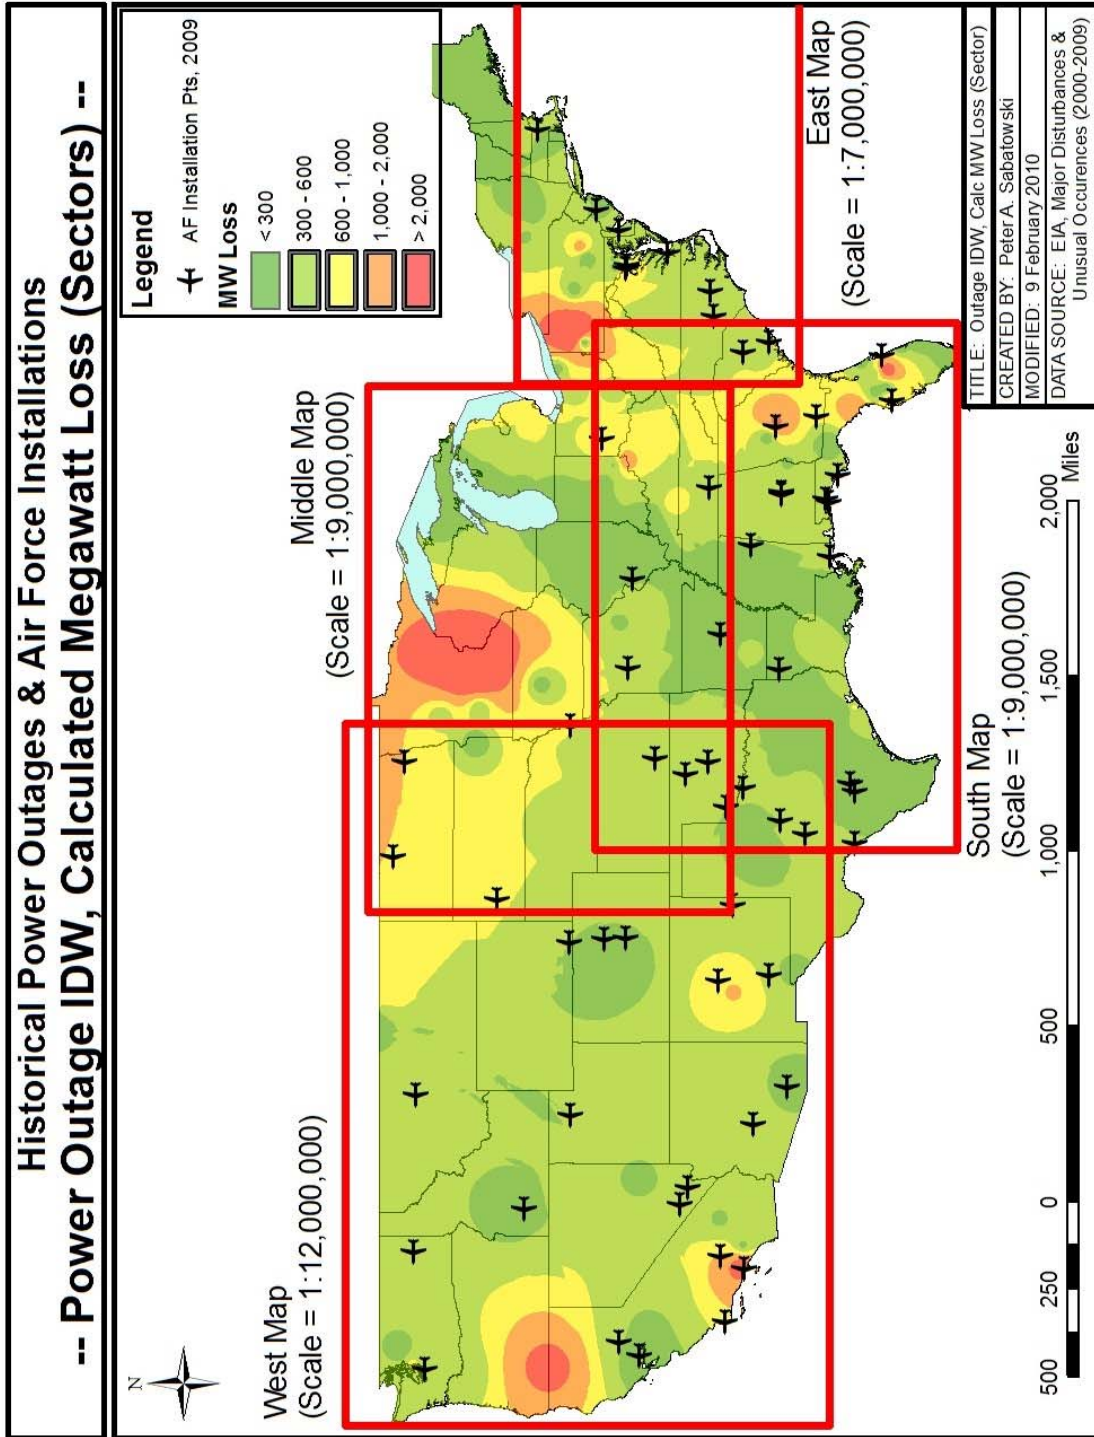 Historical Power Outages & Air Force Installations
-- Power Outage IDW, Calculated Megawatt Loss (Sectors) --
N
Legend
AF Installation Pts, 2009
MW Loss
< 300
300 - 600
600 - 1,000
1,000 - 2,000
> 2,000
West Map
(Scale = 1:12,000,000)
Middle Map
(Scale = 1:9,000,000)
East Map
(Scale = 1:7,000,000)
South Map
(Scale = 1:9,000,000)
500 250 0 500 1,000 1,500 2,000
Miles
TITLE: Outage IDW, Calc MW Loss (Sector)
CREATED BY: Peter A. Sabatowski
MODIFIED: 9 February 2010
DATA SOURCE: EIA, Major Distubances &
Unusual Occurences (2000-2009)